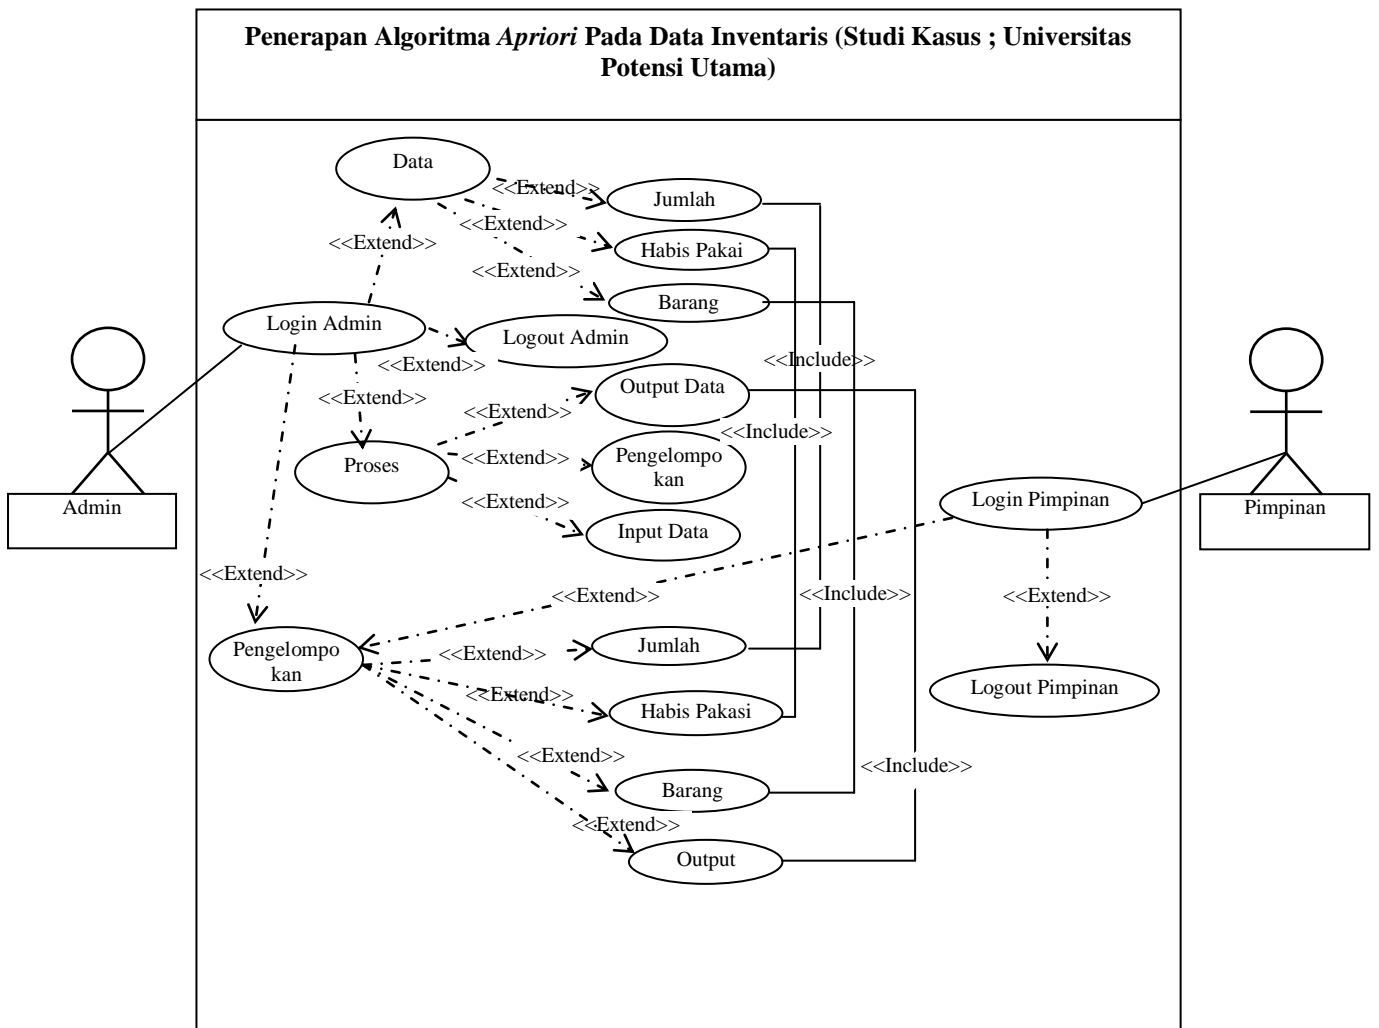 Penerapan Algoritma Apriori Pada Data Inventaris (Studi Kasus ; Universitas
Potensi Utama)
Data
<<Extend>>
Jumlah
<<Extend>>
Habis Pakai
<<Extend>>
<<Extend>>
Barang
Login Admin
Logout Admin
<<Extend>>
<<Include>>
<<Extend>>
Output Data
<<Extend>>
<<Include>>
Proses
<<Extend>>
Pengelompo
kan
<<Extend>>
Input Data
Admin
Login Pimpinan
Pimpinan
<<Extend>>
<<Extend>>
<<Include>>
<<Extend>>
Pengelompo
kan
<<Extend>>
Jumlah
<<Extend>>
Habis Pakasi
Logout Pimpinan
<<Extend>>
<<Include>>
Barang
<<Extend>>
Output